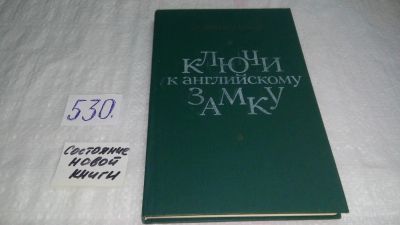 КЛЮЧИ
к английскому
ЗАМКУ
530.
Состояние
новой
книги